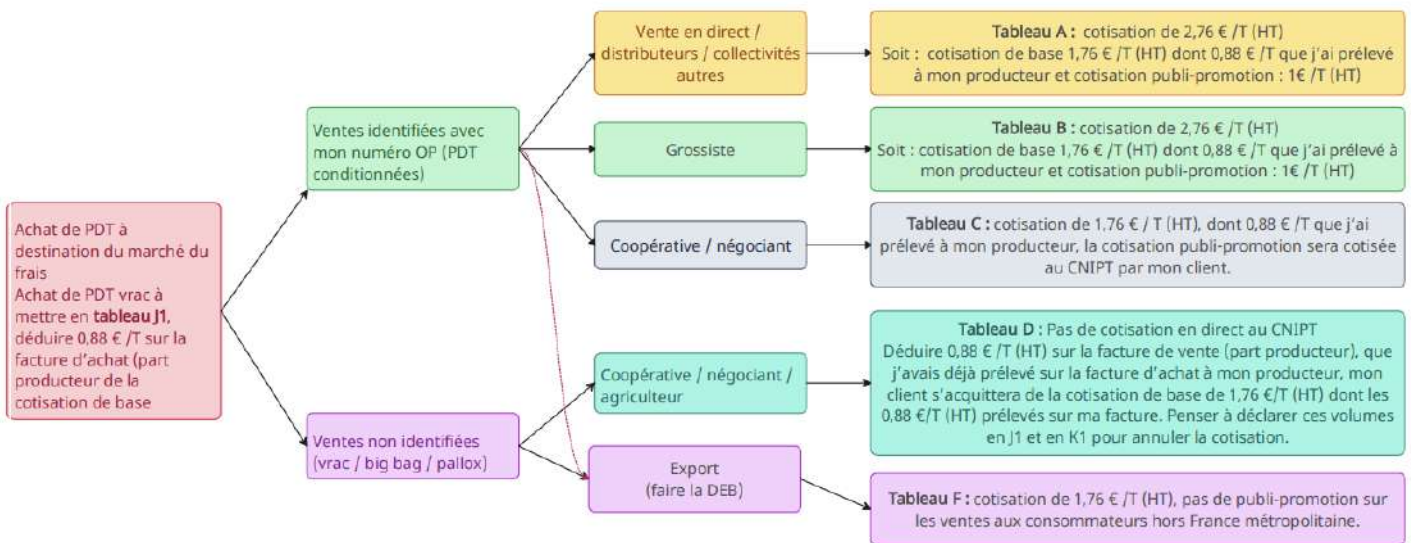 Achat de PDT à
destination du marché du
frais
Achat de PDT vrac à
mettre en tableau J1,
déduire 0,88 € /T sur la
facture d'achat (part
producteur de la
cotisation de base
Ventes identifiées avec
mon numéro OP (PDT
conditionnées)
Ventes non identifiées
(vrac / big bag / pallox)
Vente en direct /
distributeurs / collectivités
autres
Grossiste
Coopérative / négociant
Coopérative / négociant /
agriculteur
Export
(faire la DEB)
Tableau A : cotisation de 2,76 € /T (HT)
Soit : cotisation de base 1,76 € /T (HT) dont 0,88 € /T que j'ai prélevé
à mon producteur et cotisation publi-promotion : 1€ /T (HT)
Tableau B : cotisation de 2,76 € /T (HT)
Soit : cotisation de base 1,76 € /T (HT) dont 0,88 € /T que j'ai prélevé à
mon producteur et cotisation publi-promotion : 1€ /T (HT)
Tableau C : cotisation de 1,76 € / T (HT), dont 0,88 € /T que j'ai
prélevé à mon producteur, la cotisation publi-promotion sera cotisée
au CNIPT par mon client.
Tableau D : Pas de cotisation en direct au CNIPT
Déduire 0,88 € /T (HT) sur la facture de vente (part producteur), que
j'avais déjà prélevé sur la facture d'achat à mon producteur, mon
client s'acquittera de la cotisation de base de 1,76 €/T (HT) dont les
0,88 €/T (HT) prélevés sur ma facture. Penser à déclarer ces volumes
en J1 et en K1 pour annuler la cotisation.
Tableau F : cotisation de 1,76 € /T (HT), pas de publi-promotion sur
les ventes aux consommateurs hors France métropolitaine.